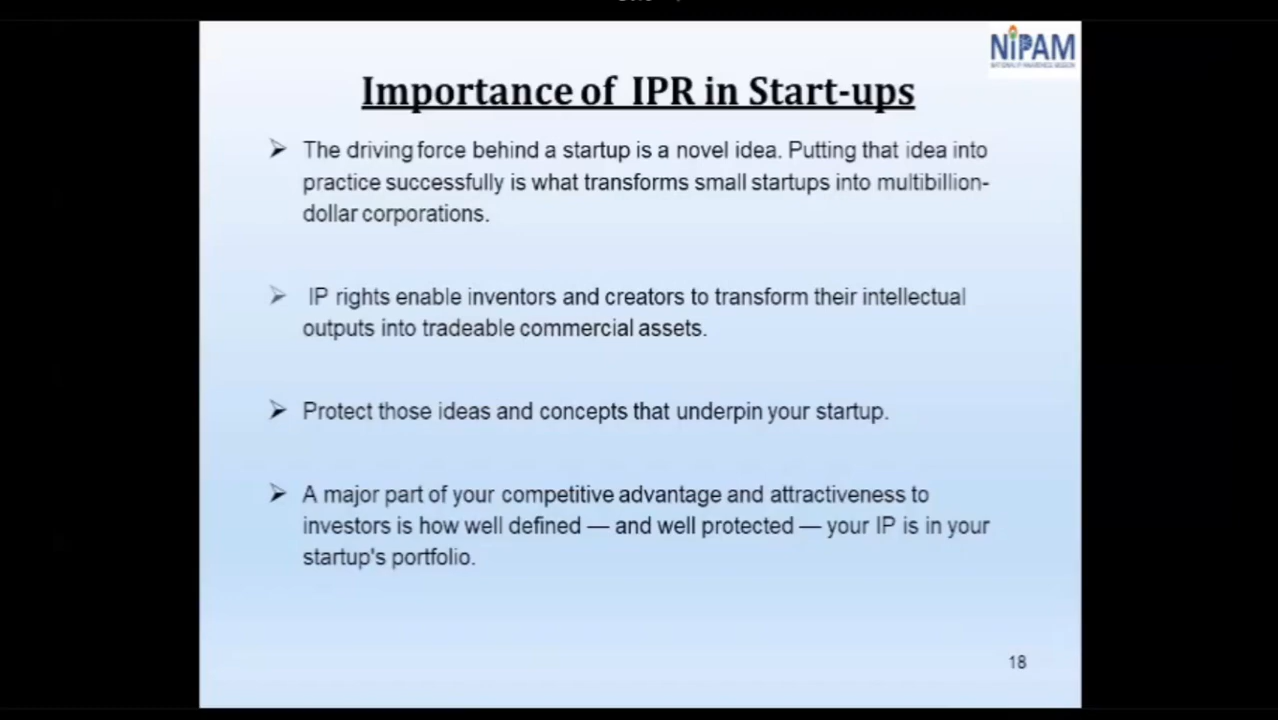 NiPAM
Importance of IPR in Start-ups
➢ The driving force behind a startup is a novel idea. Putting that idea into
practice successfully is what transforms small startups into multibillion-
dollar corporations.
➢ IP rights enable inventors and creators to transform their intellectual
outputs into tradeable commercial assets.
➢ Protect those ideas and concepts that underpin your startup.
➢ A major part of your competitive advantage and attractiveness to
investors is how well defined — and well protected — your IP is in your
startup's portfolio.
18